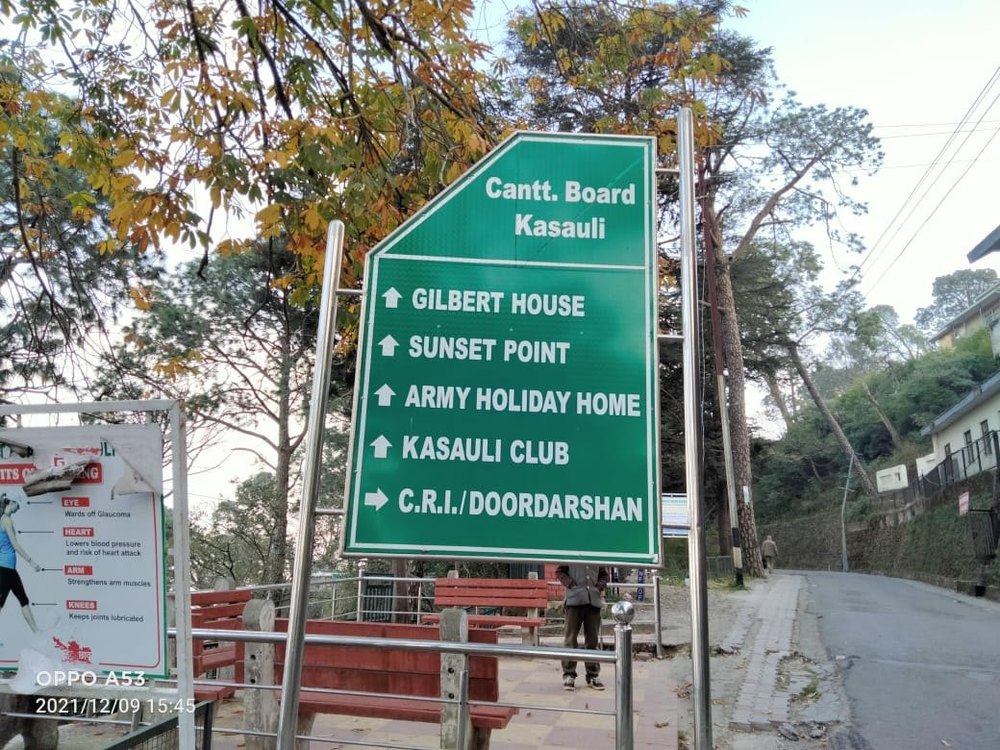 Cantt. Board
Kasauli
GILBERT HOUSE
SUNSET POINT
ARMY HOLIDAY HOME
KASAULI CLUB
C.R.I./DOORDARSHAN
EYE
Wards off Glaucoma
HEART
Lowers blood pressure
and risk of heart attack
ARM
Strengthens arm muscles
KNEES
Keeps joints lubricated
OPPO A53
2021/12/09 15:45